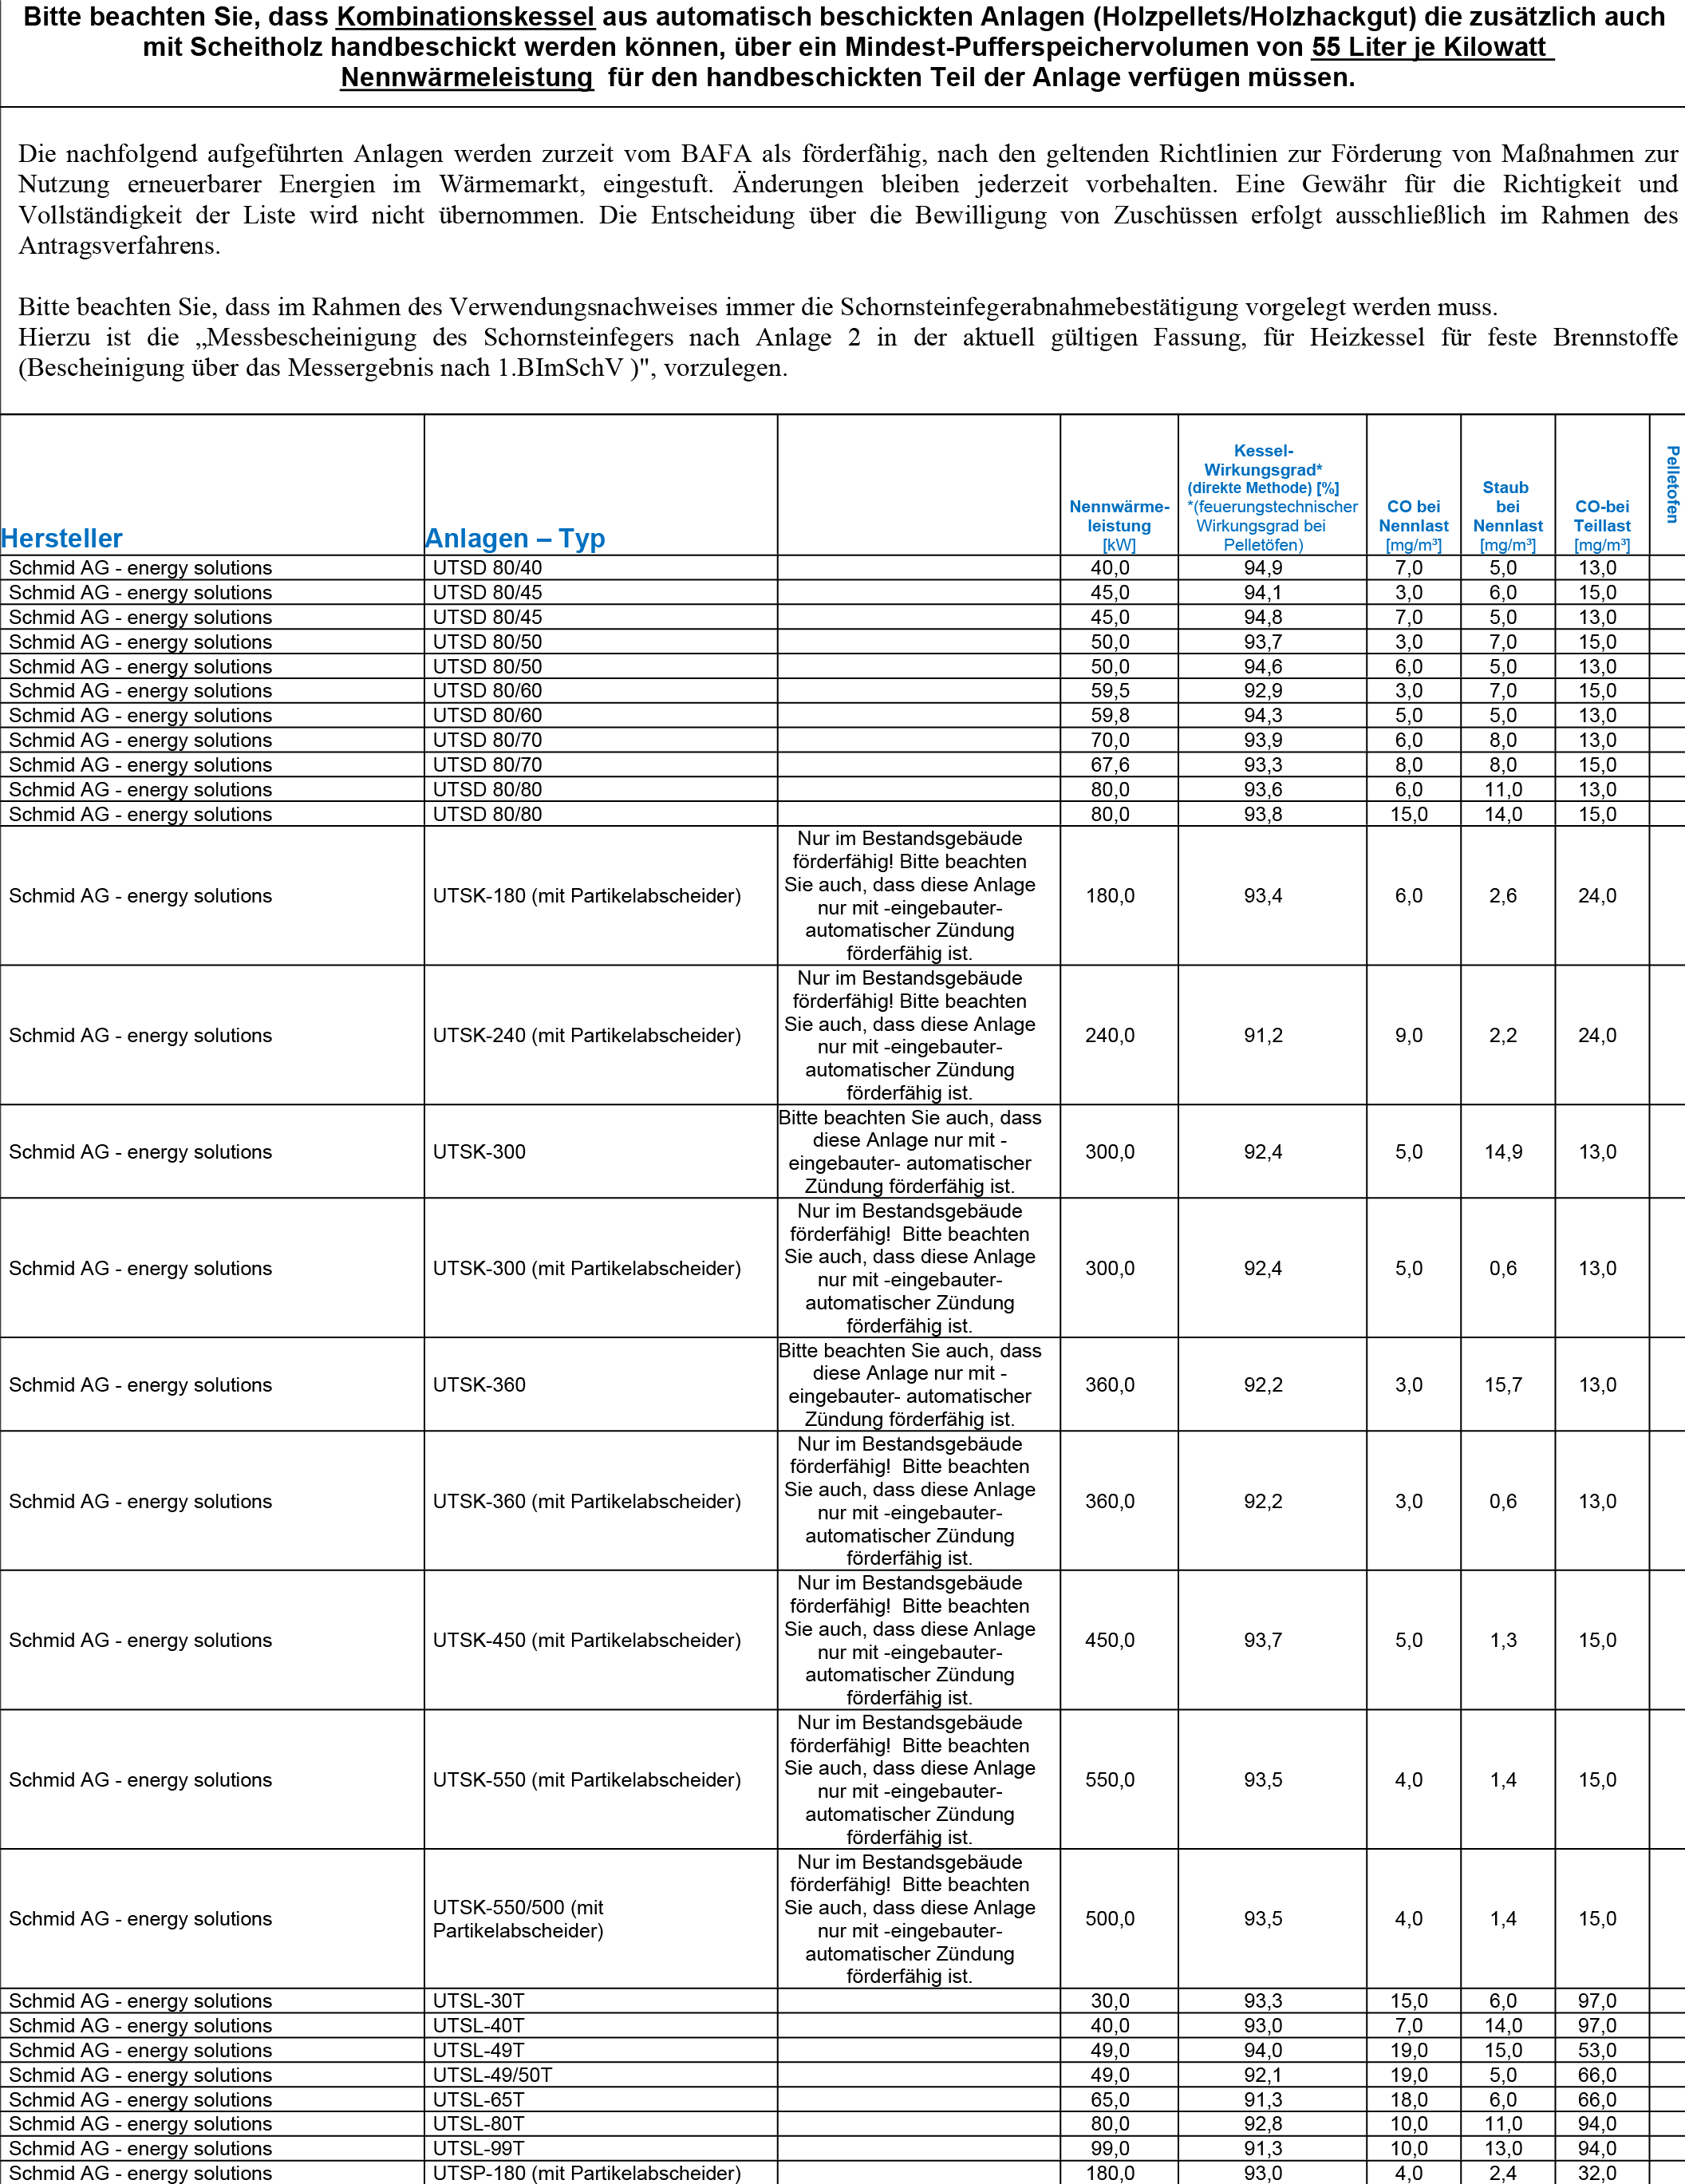 Bitte beachten Sie, dass Kombinationskessel aus automatisch beschickten Anlagen (Holzpellets/Holzhackgut) die zusätzlich auch
mit Scheitholz handbeschickt werden können, über ein Mindest-Pufferspeichervolumen von 55 Liter je Kilowatt
Nennwärmeleistung für den handbeschickten Teil der Anlage verfügen müssen.
Die nachfolgend aufgeführten Anlagen werden zurzeit vom BAFA als förderfähig, nach den geltenden Richtlinien zur Förderung von Maßnahmen zur
Nutzung erneuerbarer Energien im Wärmemarkt, eingestuft. Änderungen bleiben jederzeit vorbehalten. Eine Gewähr für die Richtigkeit und
Vollständigkeit der Liste wird nicht übernommen. Die Entscheidung über die Bewilligung von Zuschüssen erfolgt ausschließlich im Rahmen des
Antragsverfahrens.
Bitte beachten Sie, dass im Rahmen des Verwendungsnachweises immer die Schornsteinfegerabnahmebestätigung vorgelegt werden muss.
Hierzu ist die „Messbescheinigung des Schornsteinfegers nach Anlage 2 in der aktuell gültigen Fassung, für Heizkessel für feste Brennstoffe
(Bescheinigung über das Messergebnis nach 1.BImSchV )", vorzulegen.
Hersteller
Anlagen – Typ
Nennwärme-
leistung
[kW]
Kessel-
Wirkungsgrad*
(direkte Methode) [%]
*(feuerungstechnischer
Wirkungsgrad bei
Pelletöfen)
CO bei
Nennlast
[mg/m³]
Staub
bei
Nennlast
[mg/m³]
CO-bei
Teillast
[mg/m³]
Pelletofen
Schmid AG - energy solutions UTSD 80/40 40,0 94,9 7,0 5,0 13,0
Schmid AG - energy solutions UTSD 80/45 45,0 94,1 3,0 6,0 15,0
Schmid AG - energy solutions UTSD 80/45 45,0 94,8 7,0 5,0 13,0
Schmid AG - energy solutions UTSD 80/50 50,0 93,7 3,0 7,0 15,0
Schmid AG - energy solutions UTSD 80/50 50,0 94,6 6,0 5,0 13,0
Schmid AG - energy solutions UTSD 80/60 59,5 92,9 3,0 7,0 15,0
Schmid AG - energy solutions UTSD 80/60 59,8 94,3 5,0 5,0 13,0
Schmid AG - energy solutions UTSD 80/70 70,0 93,9 6,0 8,0 13,0
Schmid AG - energy solutions UTSD 80/70 67,6 93,3 8,0 8,0 15,0
Schmid AG - energy solutions UTSD 80/80 80,0 93,6 6,0 11,0 13,0
Schmid AG - energy solutions UTSD 80/80 80,0 93,8 15,0 14,0 15,0
Nur im Bestandsgebäude
förderfähig! Bitte beachten
Sie auch, dass diese Anlage
nur mit -eingebauter-
automatischer Zündung
förderfähig ist.
Schmid AG - energy solutions UTSK-180 (mit Partikelabscheider) 180,0 93,4 6,0 2,6 24,0
Nur im Bestandsgebäude
förderfähig! Bitte beachten
Sie auch, dass diese Anlage
nur mit -eingebauter-
automatischer Zündung
förderfähig ist.
Schmid AG - energy solutions UTSK-240 (mit Partikelabscheider) 240,0 91,2 9,0 2,2 24,0
Bitte beachten Sie auch, dass
diese Anlage nur mit -
eingebauter- automatischer
Zündung förderfähig ist.
Schmid AG - energy solutions UTSK-300 300,0 92,4 5,0 14,9 13,0
Nur im Bestandsgebäude
förderfähig! Bitte beachten
Sie auch, dass diese Anlage
nur mit -eingebauter-
automatischer Zündung
förderfähig ist.
Schmid AG - energy solutions UTSK-300 (mit Partikelabscheider) 300,0 92,4 5,0 0,6 13,0
Bitte beachten Sie auch, dass
diese Anlage nur mit -
eingebauter- automatischer
Zündung förderfähig ist.
Schmid AG - energy solutions UTSK-360 360,0 92,2 3,0 15,7 13,0
Nur im Bestandsgebäude
förderfähig! Bitte beachten
Sie auch, dass diese Anlage
nur mit -eingebauter-
automatischer Zündung
förderfähig ist.
Schmid AG - energy solutions UTSK-360 (mit Partikelabscheider) 360,0 92,2 3,0 0,6 13,0
Nur im Bestandsgebäude
förderfähig! Bitte beachten
Sie auch, dass diese Anlage
nur mit -eingebauter-
automatischer Zündung
förderfähig ist.
Schmid AG - energy solutions UTSK-450 (mit Partikelabscheider) 450,0 93,7 5,0 1,3 15,0
Nur im Bestandsgebäude
förderfähig! Bitte beachten
Sie auch, dass diese Anlage
nur mit -eingebauter-
automatischer Zündung
förderfähig ist.
Schmid AG - energy solutions UTSK-550 (mit Partikelabscheider) 550,0 93,5 4,0 1,4 15,0
Nur im Bestandsgebäude
förderfähig! Bitte beachten
Sie auch, dass diese Anlage
nur mit -eingebauter-
automatischer Zündung
förderfähig ist.
Schmid AG - energy solutions UTSK-550/500 (mit
Partikelabscheider) 500,0 93,5 4,0 1,4 15,0
Schmid AG - energy solutions UTSL-30T 30,0 93,3 15,0 6,0 97,0
Schmid AG - energy solutions UTSL-40T 40,0 93,0 7,0 14,0 97,0
Schmid AG - energy solutions UTSL-49T 49,0 94,0 19,0 15,0 53,0
Schmid AG - energy solutions UTSL-49/50T 49,0 92,1 19,0 5,0 66,0
Schmid AG - energy solutions UTSL-65T 65,0 91,3 18,0 6,0 66,0
Schmid AG - energy solutions UTSL-80T 80,0 92,8 10,0 11,0 94,0
Schmid AG - energy solutions UTSL-99T 99,0 91,3 10,0 13,0 94,0
Schmid AG - energy solutions UTSP-180 (mit Partikelabscheider) 180,0 93,0 4,0 2,4 32,0